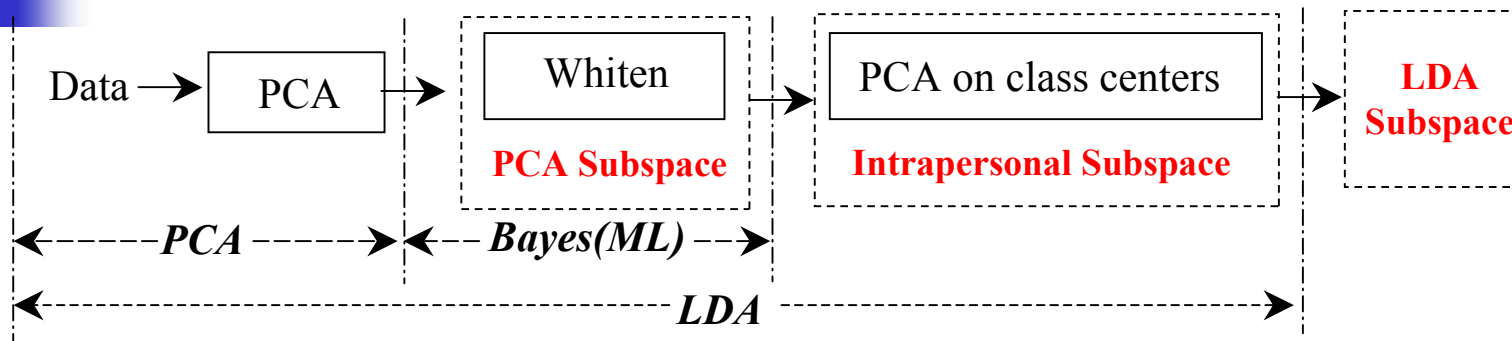 Data
PCA
Whiten
PCA Subspace
PCA on class centers
Intrapersonal Subspace
LDA
Subspace
PCA
Bayes(ML)
LDA